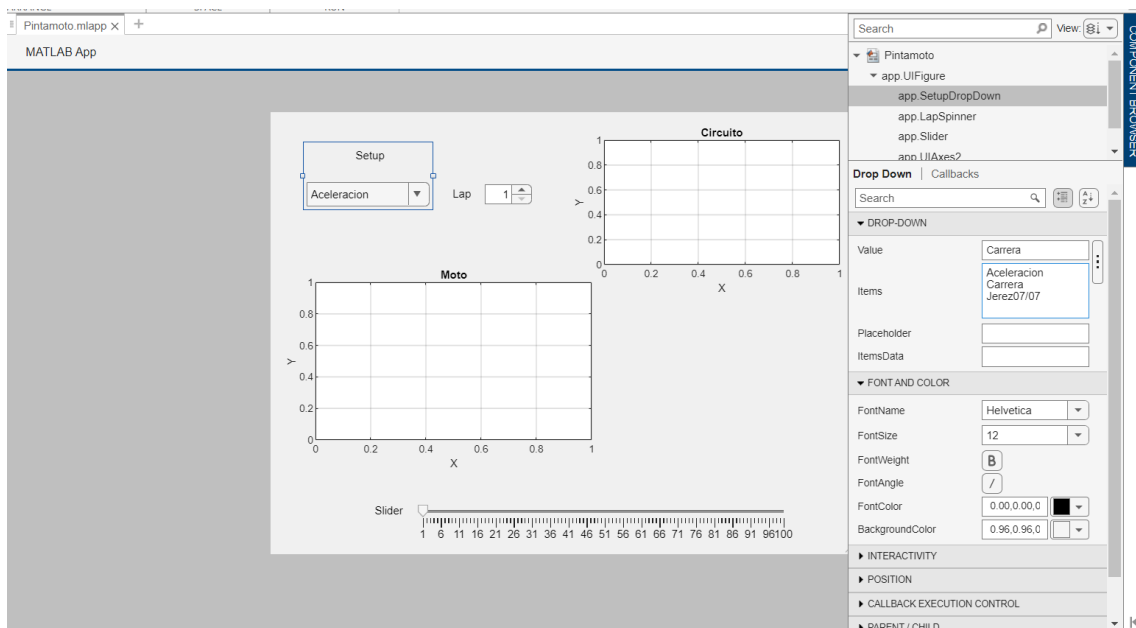 Pintamoto.mlapp × +
MATLAB App
Setup
Aceleracion
Lap
1
Circuito
1
0.8
0.6
0.4
0.2
0
Y
0 0.2 0.4 0.6 0.8 1
X
Moto
1
0.8
0.6
0.4
0.2
0
Y
0 0.2 0.4 0.6 0.8 1
X
Slider
1 6 11 16 21 26 31 36 41 46 51 56 61 66 71 76 81 86 91 96100
Search
View:
Pintamoto
app.UIFigure
app.SetupDropDown
app.LapSpinner
app.Slider
app.UIAxes2
COMPONENT BROWSER
Drop Down | Callbacks
Search
DROP-DOWN
Value Carrera
Items
Aceleracion
Carrera
Jerez07/07
Placeholder
ItemsData
FONT AND COLOR
FontName Helvetica
FontSize 12
FontWeight B
FontAngle /
FontColor 0.00,0.00,0
BackgroundColor 0.96,0.96,0
INTERACTIVITY
POSITION
CALLBACK EXECUTION CONTROL
PARENT / CHILD